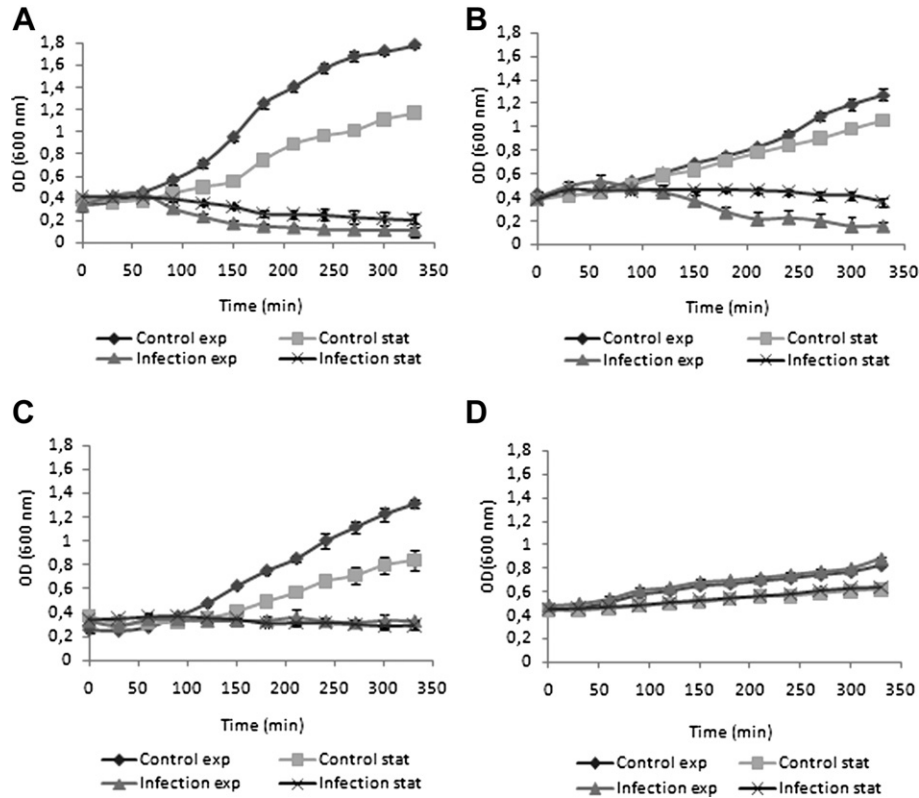 A
1,8
1,6
1,4
1,2
1
0,8
0,6
0,4
0,2
0
OD (600 nm)
0 50 100 150 200 250 300 350
Time (min)
Control exp Control stat
Infection exp Infection stat
B
1,8
1,6
1,4
1,2
1
0,8
0,6
0,4
0,2
0
OD (600 nm)
0 50 100 150 200 250 300 350
Time (min)
Control exp Control stat
Infection exp Infection stat
C
1,8
1,6
1,4
1,2
1
0,8
0,6
0,4
0,2
0
OD (600 nm)
0 50 100 150 200 250 300 350
Time (min)
Control exp Control stat
Infection exp Infection stat
D
1,8
1,6
1,4
1,2
1
0,8
0,6
0,4
0,2
0
OD(600 nm)
0 50 100 150 200 250 300 350
Time (min)
Control exp Control stat
Infection exp Infection stat